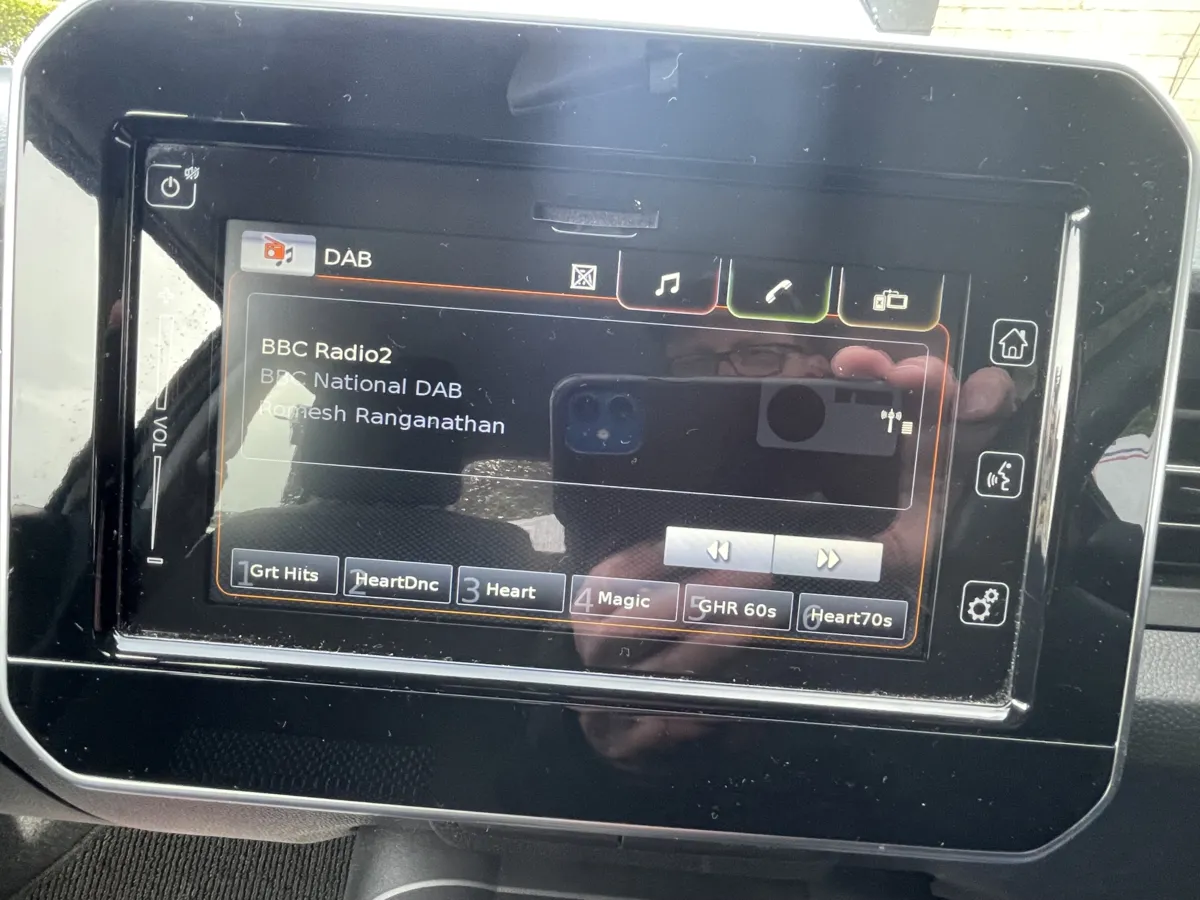 DAB
BBC Radio2
BBC National DAB
Romesh Ranganathan
VOL
1 Grt Hits
2 HeartDnc
3 Heart
4 Magic
5 GHR 60s
6 Heart70s